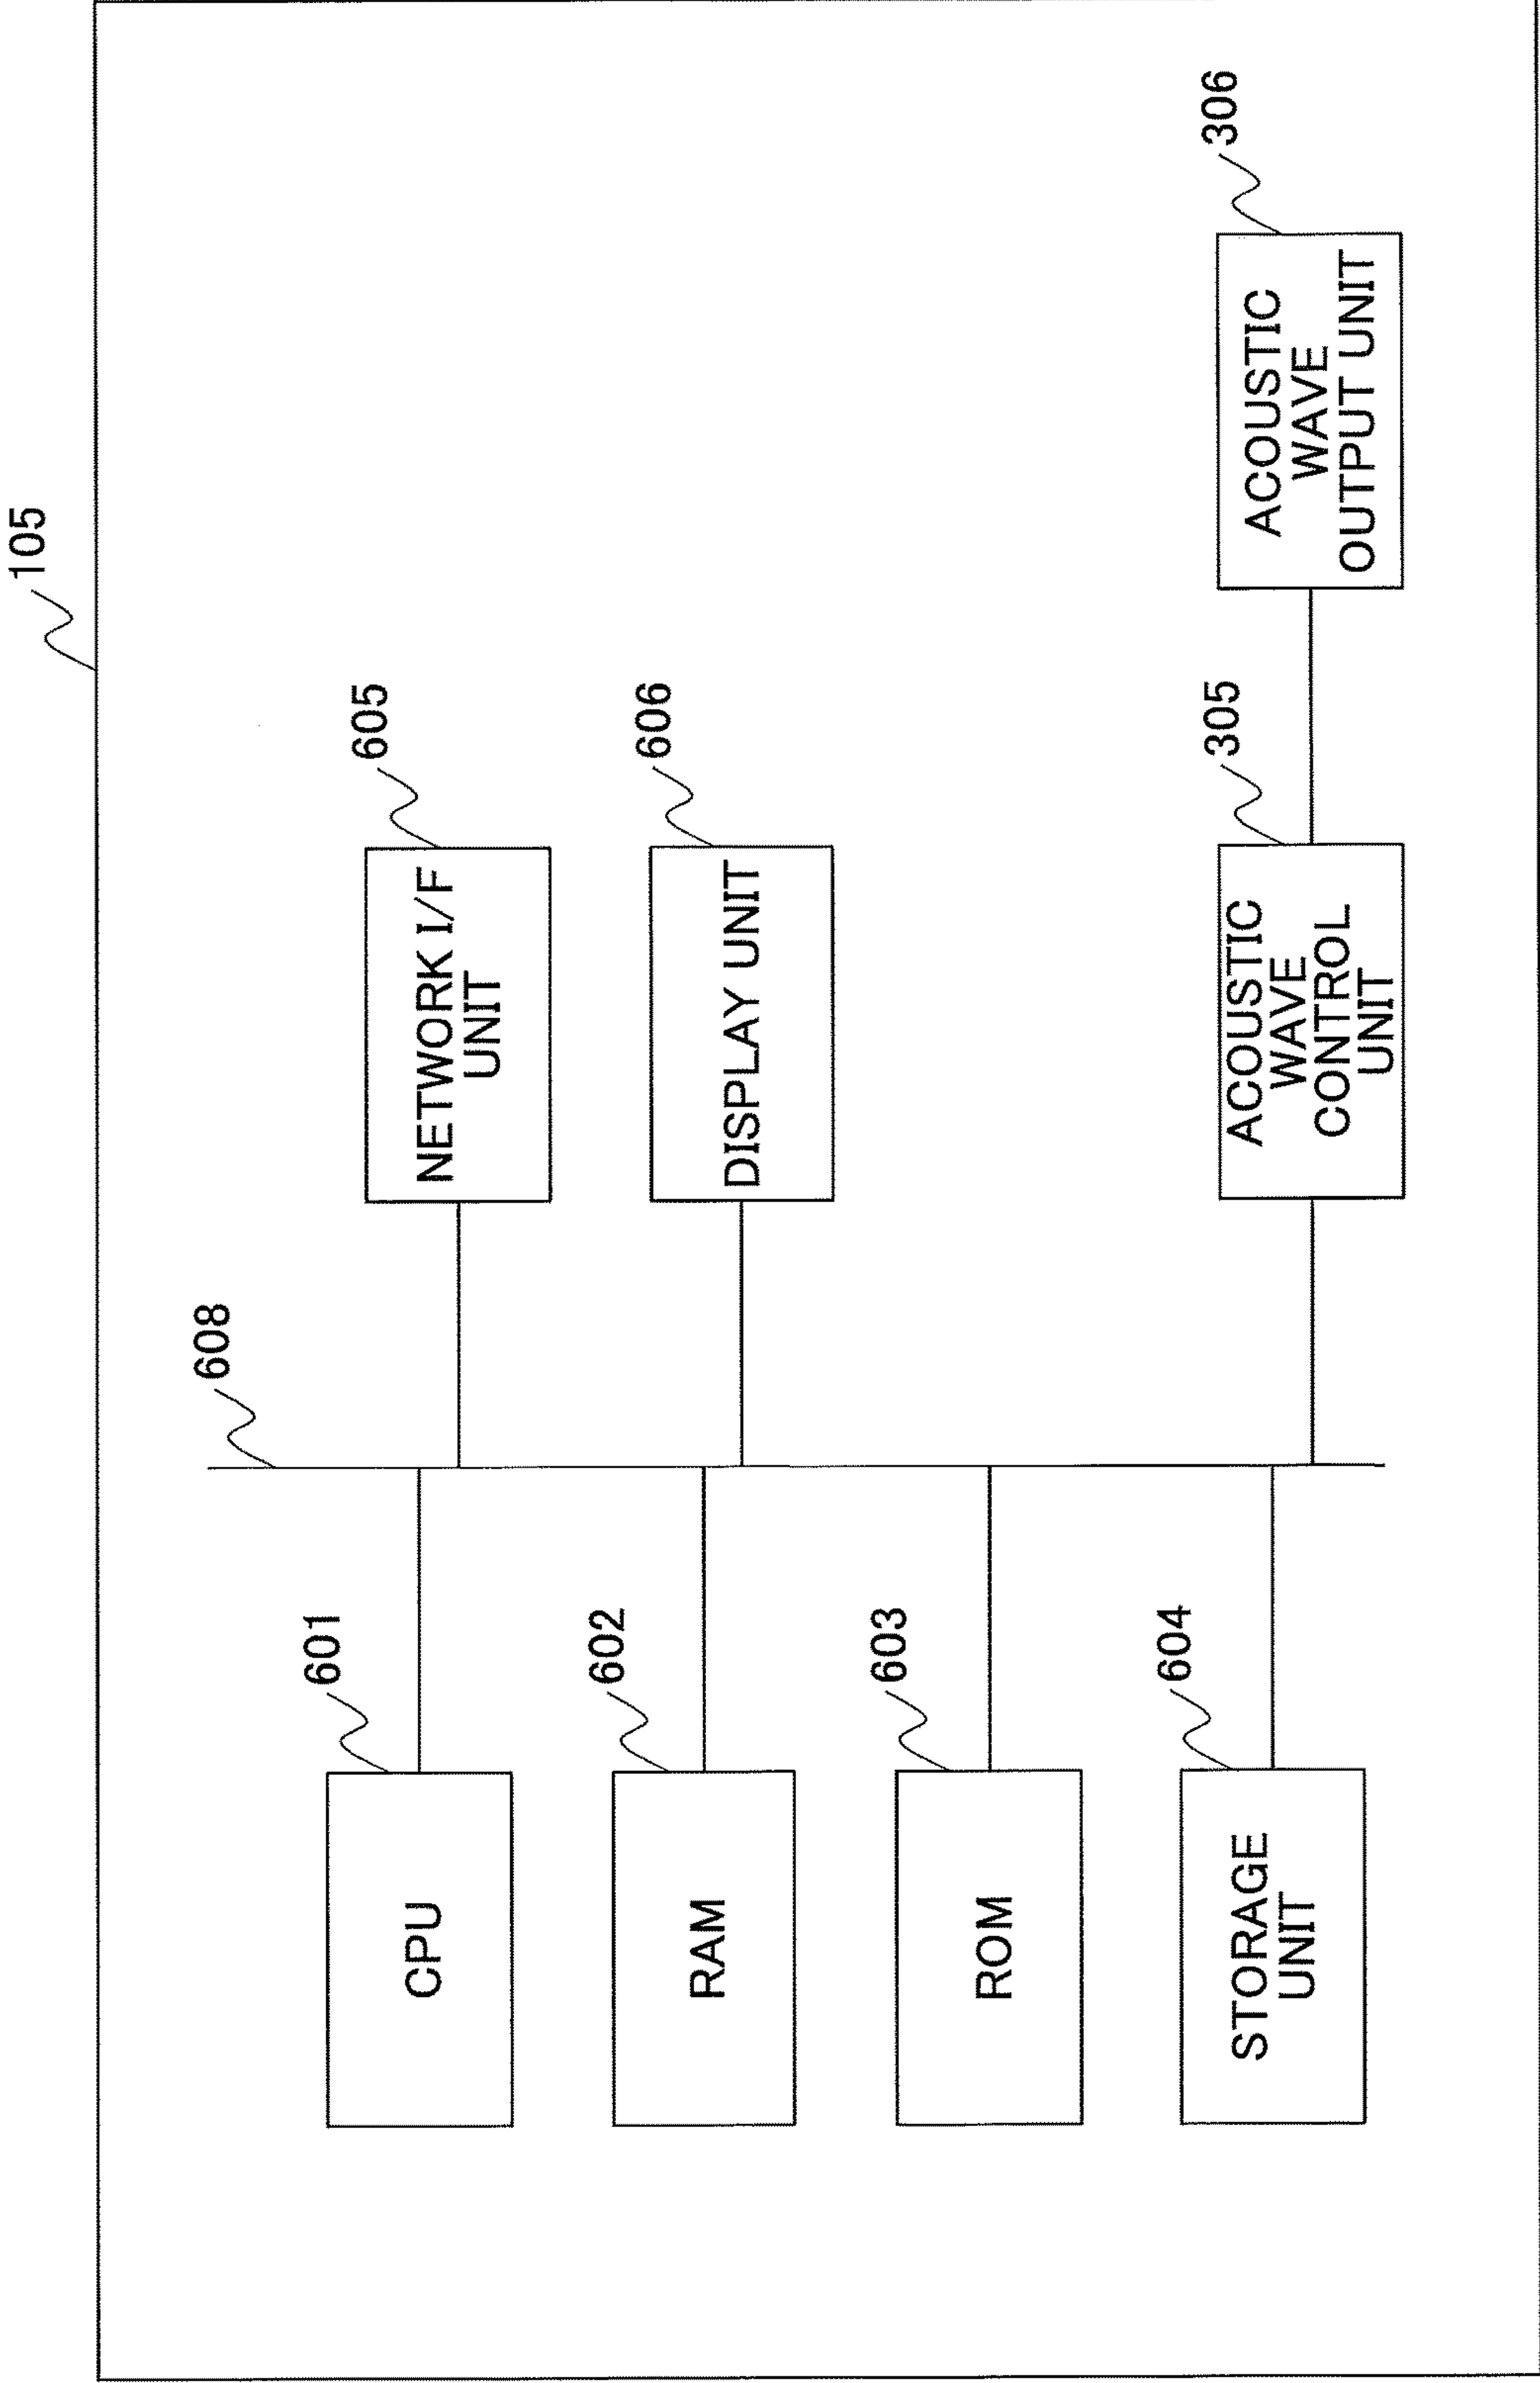 105
608
601
CPU
602
RAM
603
ROM
604
STORAGE
UNIT
605
NETWORK I/F
UNIT
606
DISPLAY UNIT
305
ACOUSTIC
WAVE
CONTROL
UNIT
306
ACOUSTIC
WAVE
OUTPUT UNIT